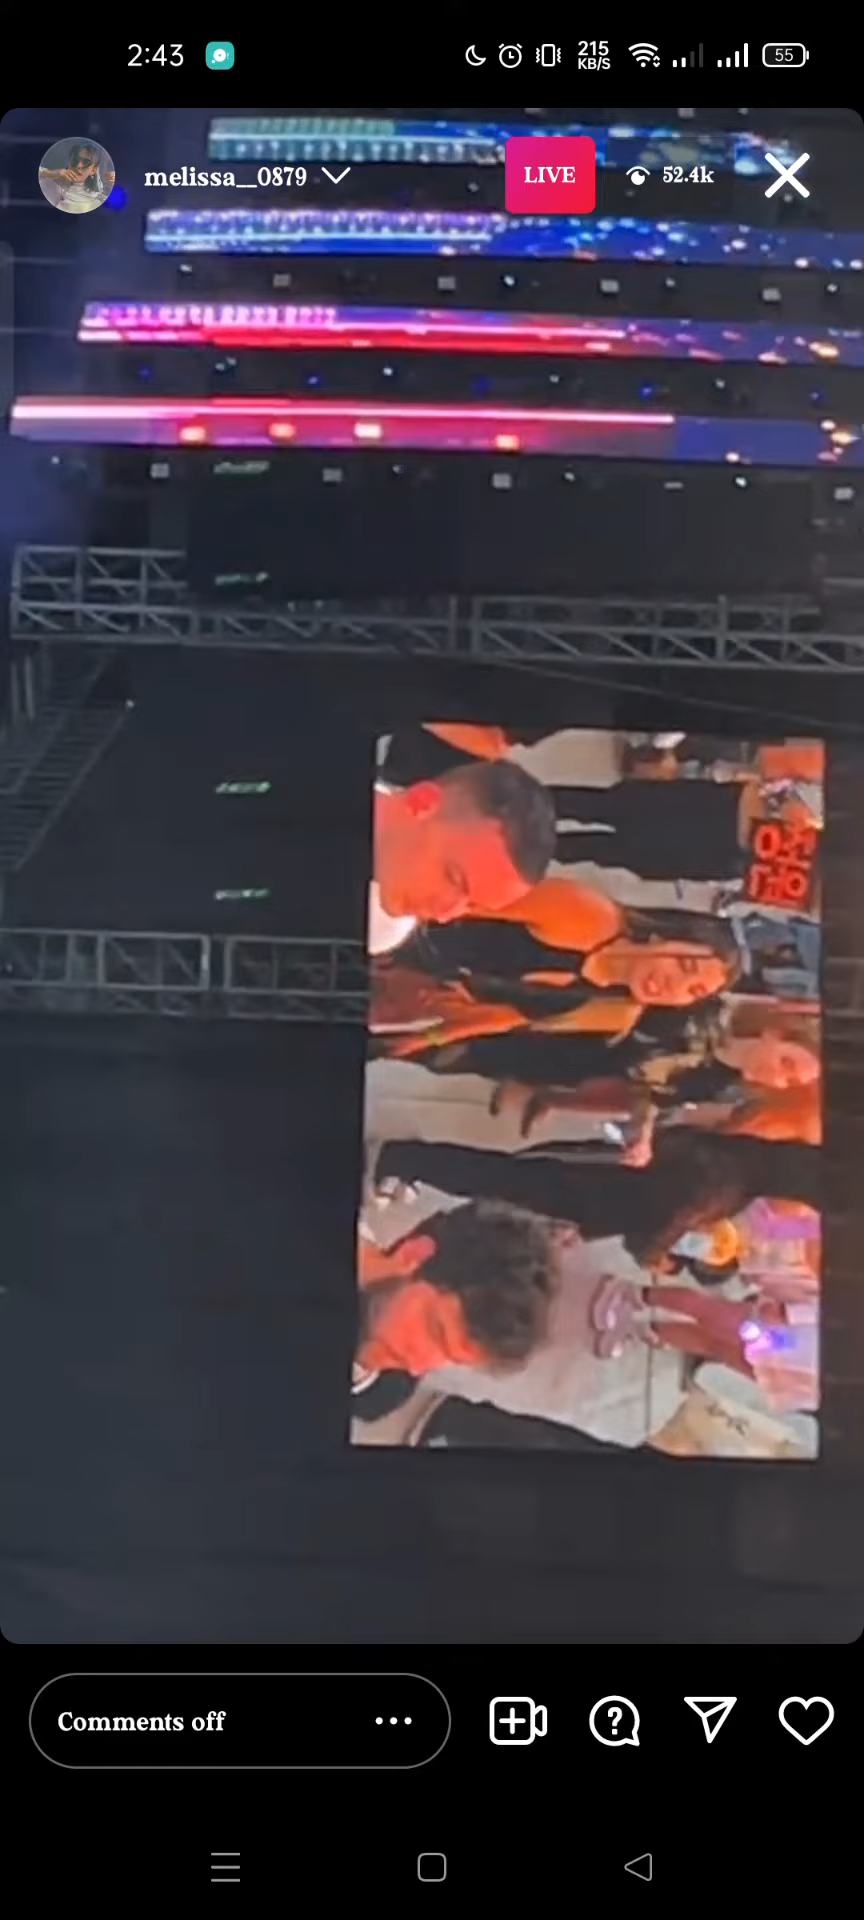 2:43
215
KB/S
55
melissa__0879
LIVE
52.4k
Comments off